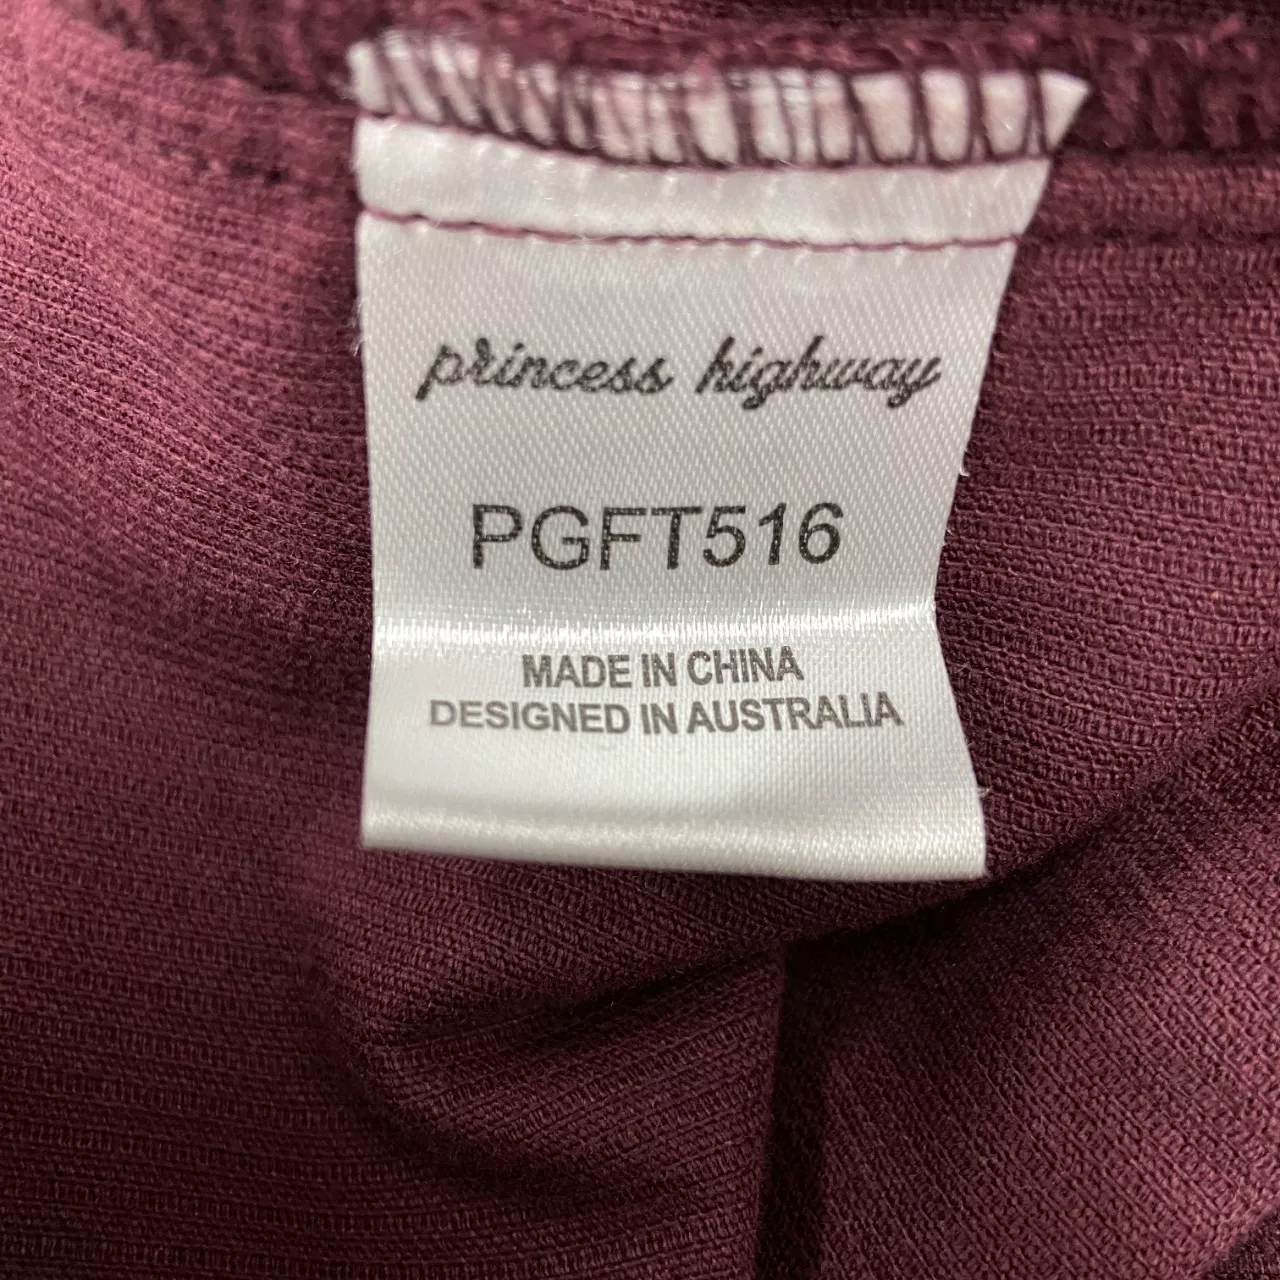 princess highway
PGFT516
MADE IN CHINA
DESIGNED IN AUSTRALIA